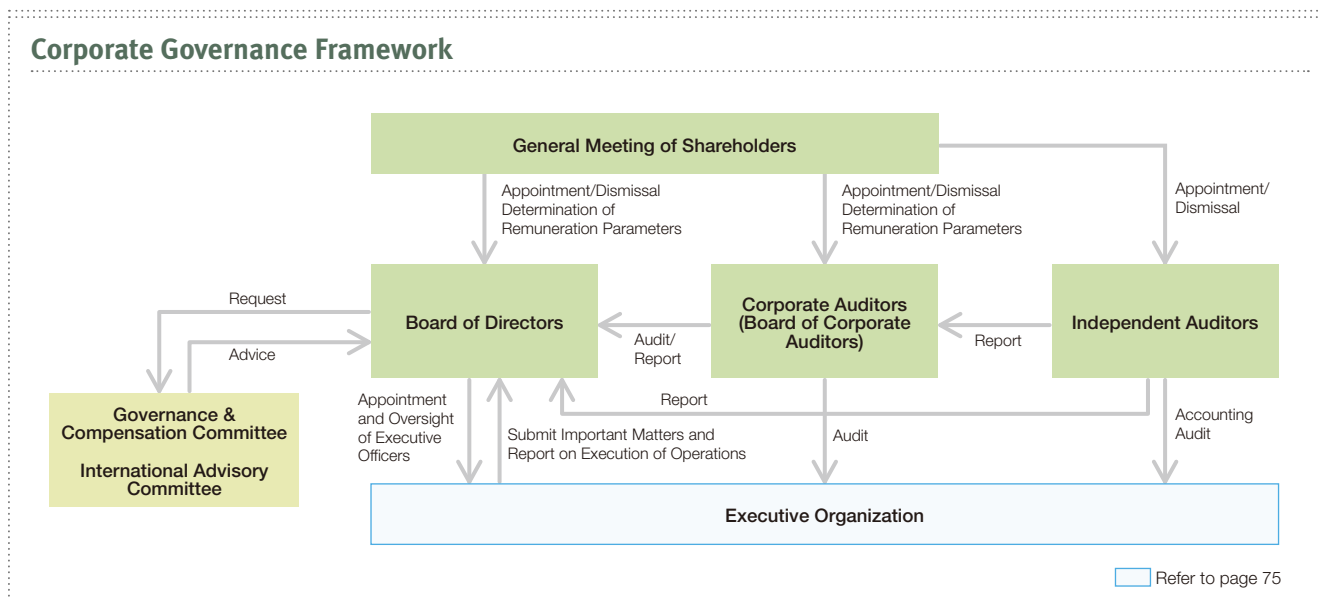 Corporate Governance Framework
General Meeting of Shareholders
Appointment/Dismissal
Determination of
Remuneration Parameters
Appointment/Dismissal
Determination of
Remuneration Parameters
Appointment/
Dismissal
Request
Board of Directors
Corporate Auditors
(Board of Corporate
Auditors)
Independent Auditors
Audit/
Report
Report
Advice
Governance &
Compensation Committee
International Advisory
Committee
Appointment
and Oversight
of Executive
Officers
Report
Submit Important Matters and
Report on Execution of Operations
Audit
Accounting
Audit
Executive Organization
Refer to page 75